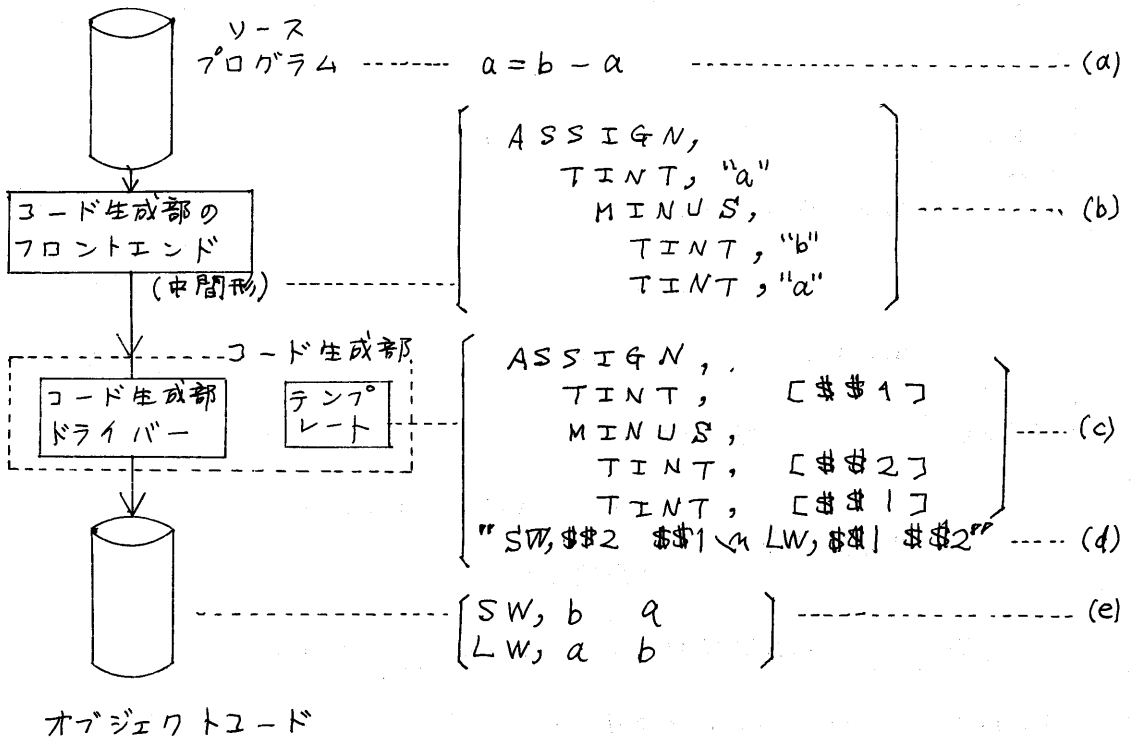 ソース
プログラム a = b - a (a)
ASSIGN,
TINT, "a"
MINUS, (b)
TINT, "b"
TINT, "a"
コード生成部の
フロントエンド
(中間形)
コード生成部
コード生成部
ドライバー
テンプ
レート
ASSIGN,
TINT, [$$1]
MINUS, (c)
TINT, [$$2]
TINT, [$$1]
"SW,$$2 $$1\n LW,$$1 $$2" (d)
SW, b a (e)
LW, a b
オブジェクトコード